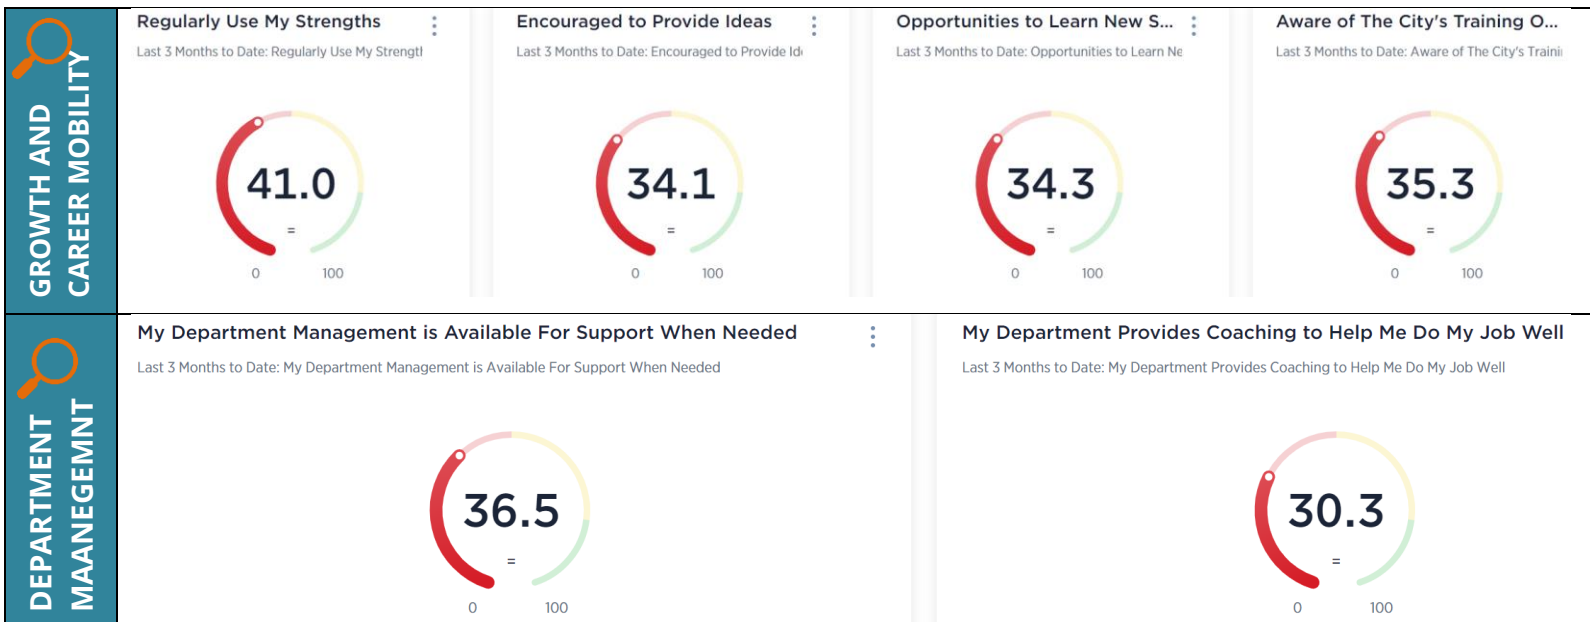 GROWTH AND
CAREER MOBILITY
Regularly Use My Strengths
Last 3 Months to Date: Regularly Use My Strengt
41.0
=
0 100
Encouraged to Provide Ideas
Last 3 Months to Date: Encouraged to Provide Id
34.1
=
0 100
Opportunities to Learn New S...
Last 3 Months to Date: Opportunities to Learn Ne
34.3
=
0 100
Aware of The City's Training O...
Last 3 Months to Date: Aware of The City's Traini
35.3
=
0 100
DEPARTMENT
MAANEGEMNT
My Department Management is Available For Support When Needed
Last 3 Months to Date: My Department Management is Available For Support When Needed
36.5
=
0 100
My Department Provides Coaching to Help Me Do My Job Well
Last 3 Months to Date: My Department Provides Coaching to Help Me Do My Job Well
30.3
=
0 100